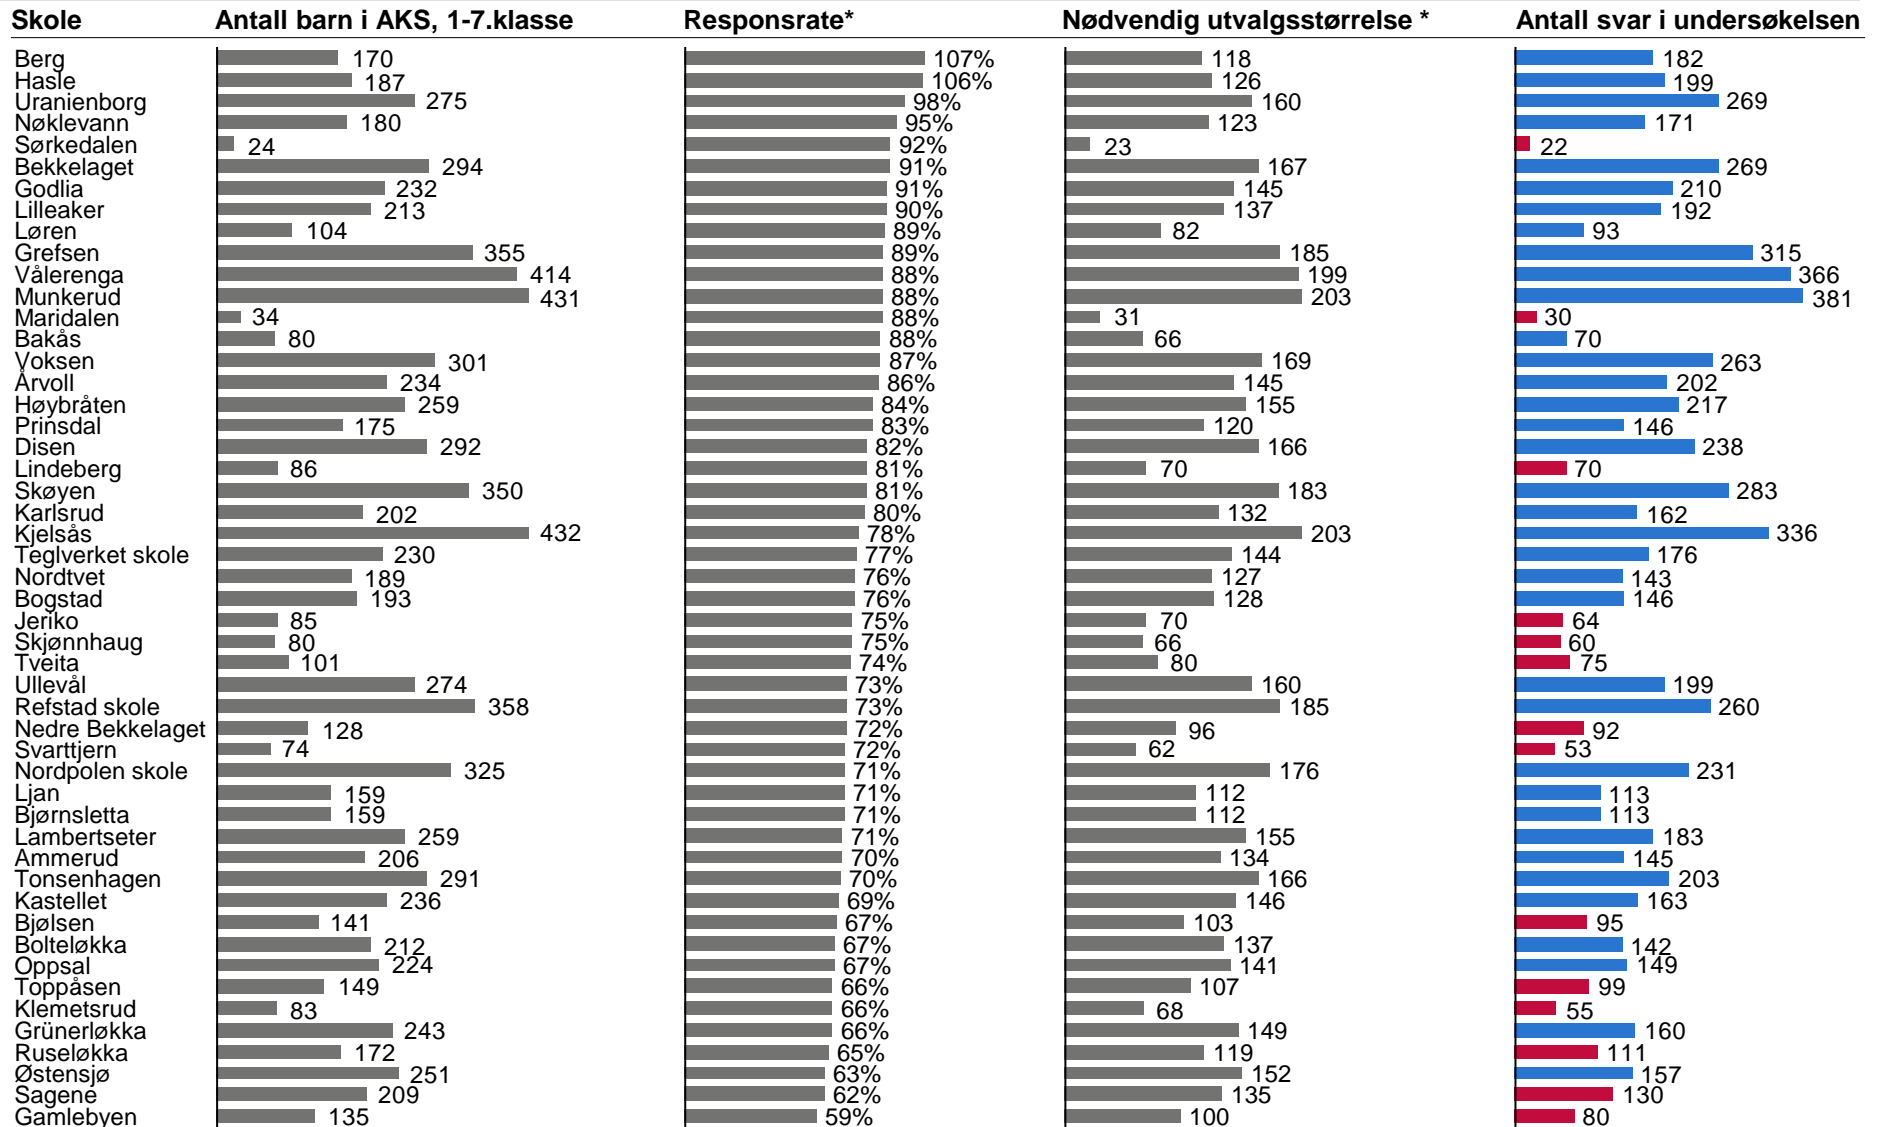 Skole Antall barn i AKS, 1-7.klasse Responsrate* Nødvendig utvalgsstørrelse * Antall svar i undersøkelsen
Berg 170 107% 118 182
Hasle 187 106% 126 199
Uranienborg 275 98% 160 269
Nøklevann 180 95% 123 171
Sørkedalen 24 92% 23 22
Bekkelaget 294 91% 167 269
Godlia 232 91% 145 210
Lilleaker 213 90% 137 192
Løren 104 89% 82 93
Grefsen 355 89% 185 315
Vålerenga 414 88% 199 366
Munkerud 431 88% 203 381
Maridalen 34 88% 31 30
Bakås 80 88% 66 70
Voksen 301 87% 169 263
Årvoll 234 86% 145 202
Høybråten 259 84% 155 217
Prinsdal 175 83% 120 146
Disen 292 82% 166 238
Lindeberg 86 81% 70 70
Skøyen 350 81% 183 283
Karlsrud 202 80% 132 162
Kjelsås 432 78% 203 336
Teglverket skole 230 77% 144 176
Nordtvet 189 76% 127 143
Bogstad 193 76% 128 146
Jeriko 85 75% 70 64
Skjønnhaug 80 75% 66 60
Tveita 101 74% 80 75
Ullevål 274 73% 160 199
Refstad skole 358 73% 185 260
Nedre Bekkelaget 128 72% 96 92
Svarttjern 74 72% 62 53
Nordpolen skole 325 71% 176 231
Ljan 159 71% 112 113
Bjørnsletta 159 71% 112 113
Lambertseter 259 71% 155 183
Ammerud 206 70% 134 145
Tonsenhagen 291 70% 166 203
Kastellet 236 69% 146 163
Bjølsen 141 67% 103 95
Bolteløkka 212 67% 137 142
Oppsal 224 67% 141 149
Toppåsen 149 66% 107 99
Klemetsrud 83 66% 68 55
Grünerløkka 243 66% 149 160
Ruseløkka 172 65% 119 111
Østensjø 251 63% 152 157
Sagene 209 62% 135 130
Gamlebyen 135 59% 100 80